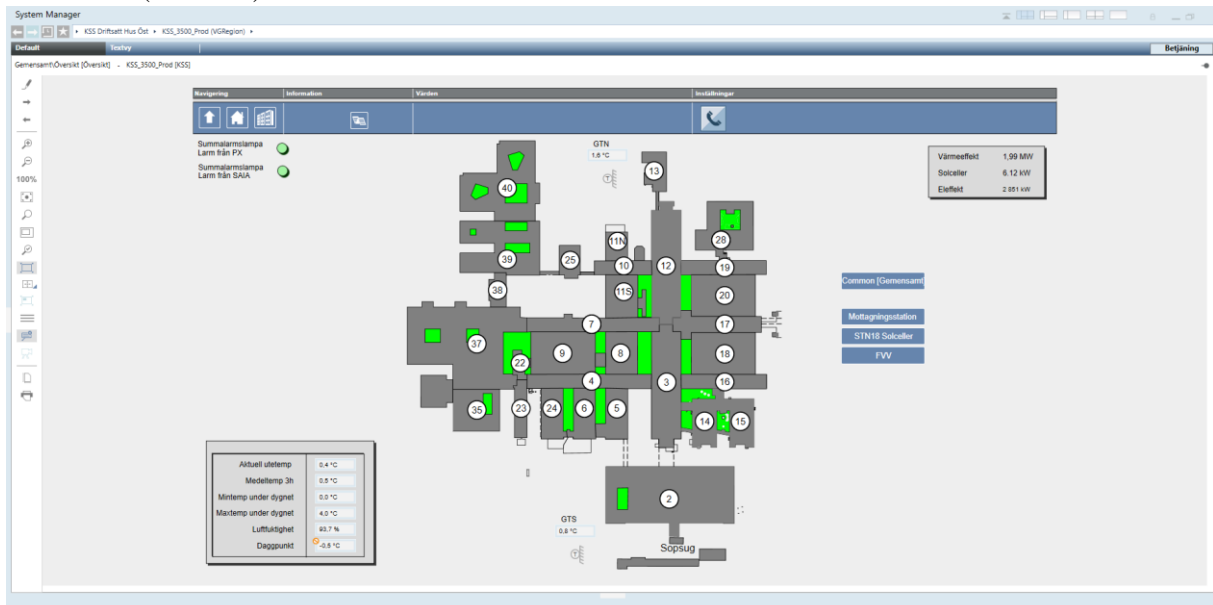 System Manager
KSS Driftsatt Hus Öst
KSS_3500_Prod (VGRegion)
Default
Textvy
Betjäning
Gemensamt\Översikt [Översikt] - KSS_3500_Prod [KSS]
Navigering
Information
Värden
Inställningar
Summalarmslampa
Larm från PX
Summalarmslampa
Larm från SAIA
100%
GTN
1,6 °C
Värmeeffekt 1,99 MW
Solceller 6.12 kW
Eleffekt 2 851 kW
13
40
11N
28
39
25
10
12
19
38
11S
20
7
17
37
22
9
8
18
4
3
16
35
23
24
6
5
14
15
2
Common [Gemensamt
Mottagningsstation
STN18 Solceller
FVV
Aktuell utetemp 0,4 °C
Medeltemp 3h 0,5 °C
Mintemp under dygnet 0,0 °C
Maxtemp under dygnet 4,0 °C
Luftfuktighet 93,7 %
Daggpunkt -0,5 °C
GTS
0,8 °C
Sopsug